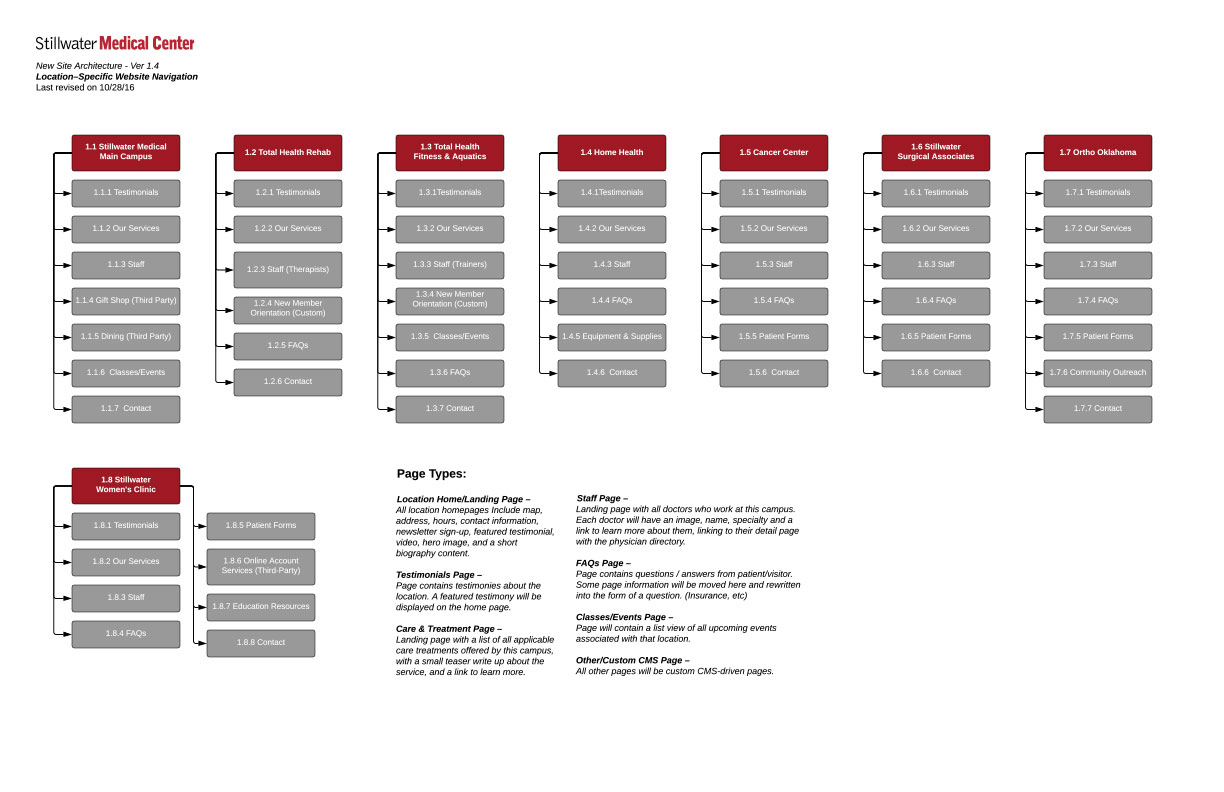 Stillwater Medical Center
New Site Architecture - Ver 1.4
Location–Specific Website Navigation
Last revised on 10/28/16
1.1 Stillwater Medical
Main Campus
1.1.1 Testimonials
1.1.2 Our Services
1.1.3 Staff
1.1.4 Gift Shop (Third Party)
1.1.5 Dining (Third Party)
1.1.6 Classes/Events
1.1.7 Contact
1.2 Total Health Rehab
1.2.1 Testimonials
1.2.2 Our Services
1.2.3 Staff (Therapists)
1.2.4 New Member
Orientation (Custom)
1.2.5 FAQs
1.2.6 Contact
1.3 Total Health
Fitness & Aquatics
1.3.1Testimonials
1.3.2 Our Services
1.3.3 Staff (Trainers)
1.3.4 New Member
Orientation (Custom)
1.3.5 Classes/Events
1.3.6 FAQs
1.3.7 Contact
1.4 Home Health
1.4.1Testimonials
1.4.2 Our Services
1.4.3 Staff
1.4.4 FAQs
1.4.5 Equipment & Supplies
1.4.6 Contact
1.5 Cancer Center
1.5.1 Testimonials
1.5.2 Our Services
1.5.3 Staff
1.5.4 FAQs
1.5.5 Patient Forms
1.5.6 Contact
1.6 Stillwater
Surgical Associates
1.6.1 Testimonials
1.6.2 Our Services
1.6.3 Staff
1.6.4 FAQs
1.6.5 Patient Forms
1.6.6 Contact
1.7 Ortho Oklahoma
1.7.1 Testimonials
1.7.2 Our Services
1.7.3 Staff
1.7.4 FAQs
1.7.5 Patient Forms
1.7.6 Community Outreach
1.7.7 Contact
1.8 Stillwater
Women's Clinic
1.8.1 Testimonials
1.8.2 Our Services
1.8.3 Staff
1.8.4 FAQs
1.8.5 Patient Forms
1.8.6 Online Account
Services (Third-Party)
1.8.7 Education Resources
1.8.8 Contact
Page Types:
Location Home/Landing Page –
All location homepages Include map,
address, hours, contact information,
newsletter sign-up, featured testimonial,
video, hero image, and a short
biography content.
Testimonials Page –
Page contains testimonies about the
location. A featured testimony will be
displayed on the home page.
Care & Treatment Page –
Landing page with a list of all applicable
care treatments offered by this campus,
with a small teaser write up about the
service, and a link to learn more.
Staff Page –
Landing page with all doctors who work at this campus.
Each doctor will have an image, name, specialty and a
link to learn more about them, linking to their detail page
with the physician directory.
FAQs Page –
Page contains questions / answers from patient/visitor.
Some page information will be moved here and rewritten
into the form of a question. (Insurance, etc)
Classes/Events Page –
Page will contain a list view of all upcoming events
associated with that location.
Other/Custom CMS Page –
All other pages will be custom CMS-driven pages.